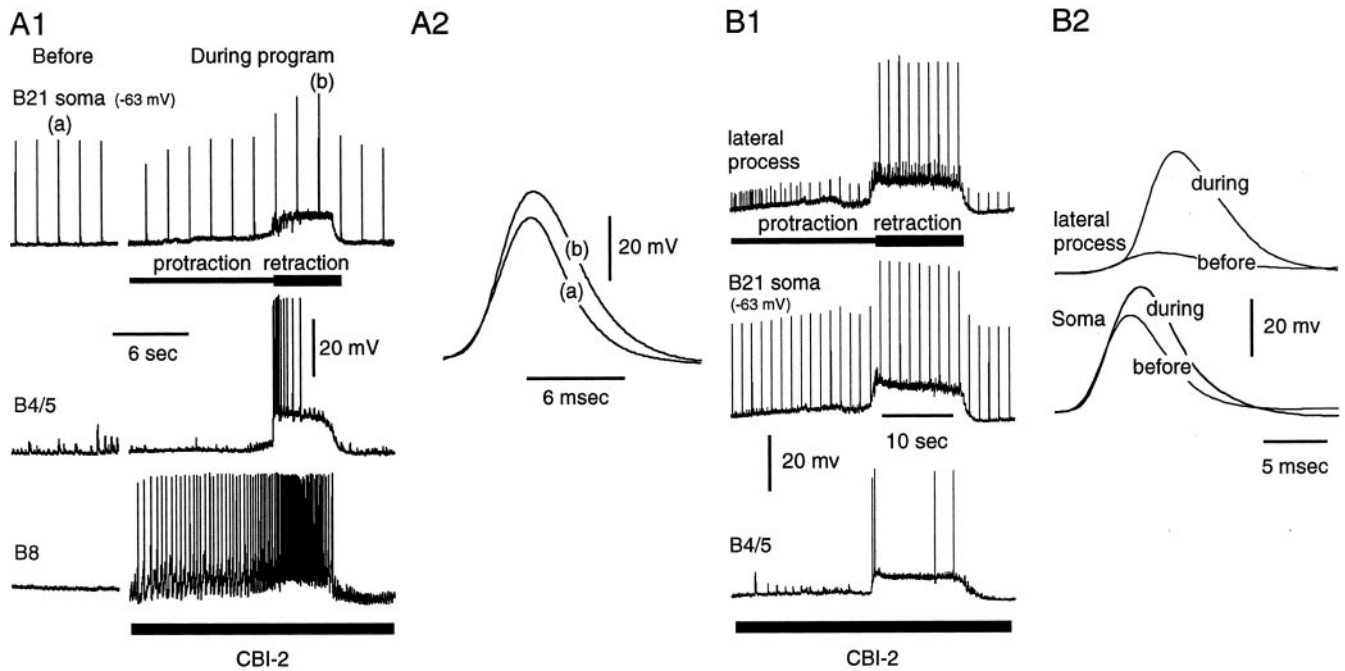 A1
Before
During program
(b)
B21 soma (-63 mV)
(a)
protraction
retraction
6 sec
20 mV
B4/5
B8
CBI-2
A2
20 mV
(b)
(a)
6 msec
B1
lateral
process
protraction
retraction
B21 soma
(-63 mV)
10 sec
20 mv
B4/5
CBI-2
B2
during
lateral
process
before
Soma
during
20 mV
before
5 msec